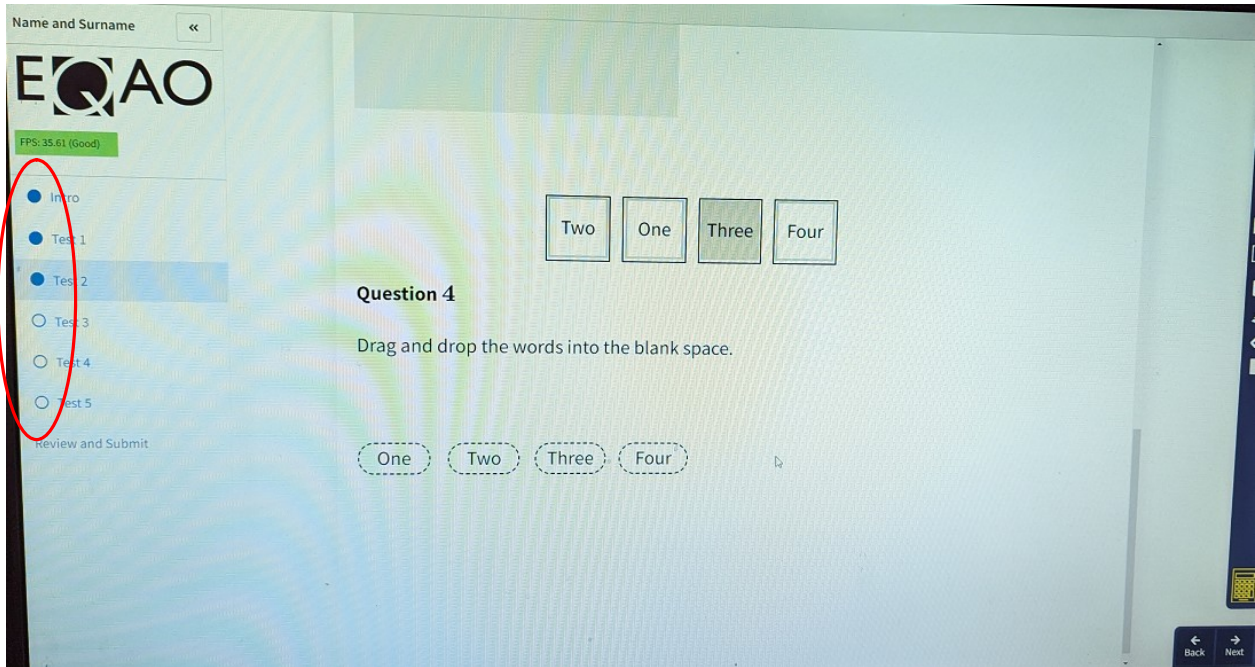 Name and Surname
«
EQAO
FPS: 35.61 (Good)
Intro
Test 1
Test 2
Test 3
Test 4
Test 5
Review and Submit
Two One Three Four
Question 4
Drag and drop the words into the blank space.
One Two Three Four
← Back → Next